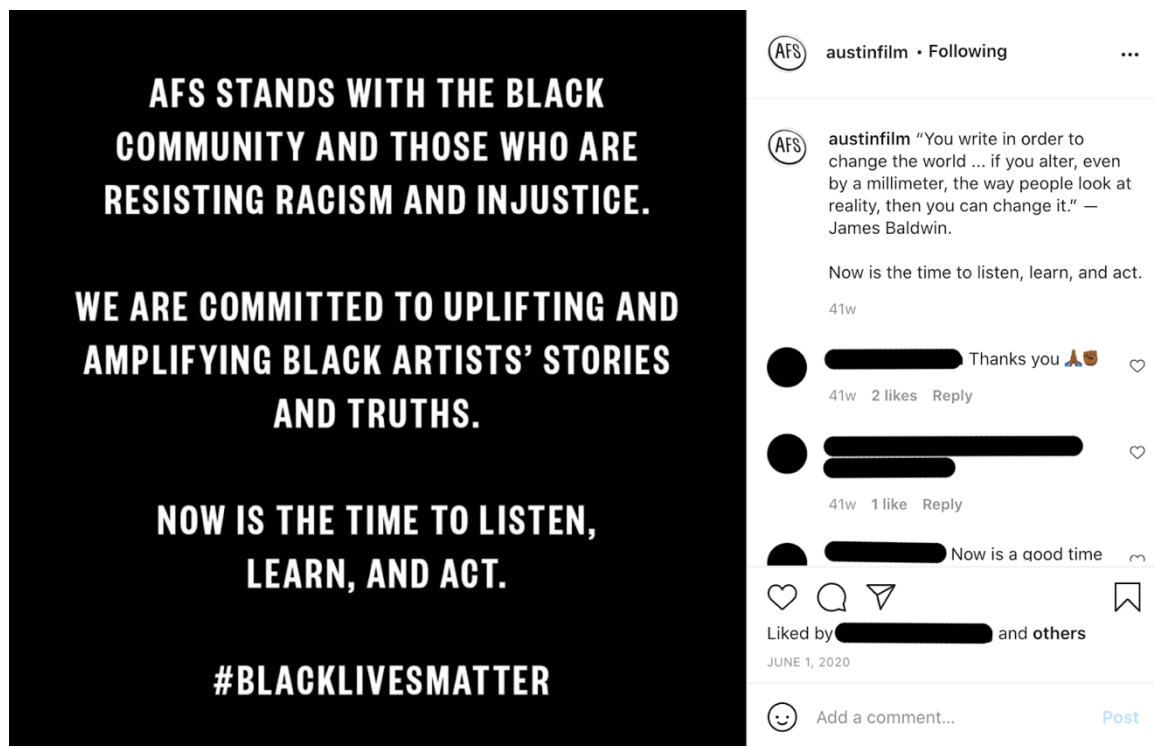 AFS STANDS WITH THE BLACK
COMMUNITY AND THOSE WHO ARE
RESISTING RACISM AND INJUSTICE.
WE ARE COMMITTED TO UPLIFTING AND
AMPLIFYING BLACK ARTISTS’ STORIES
AND TRUTHS.
NOW IS THE TIME TO LISTEN,
LEARN, AND ACT.
#BLACKLIVESMATTER
AFS austinfilm • Following
AFS austinfilm “You write in order to
change the world ... if you alter, even
by a millimeter, the way people look at
reality, then you can change it.” —
James Baldwin.
Now is the time to listen, learn, and act.
41w
Thanks you 🙏🏾✊🏾
41w 2 likes Reply
41w 1 like Reply
Now is a good time
Liked by and others
JUNE 1, 2020
Add a comment... Post